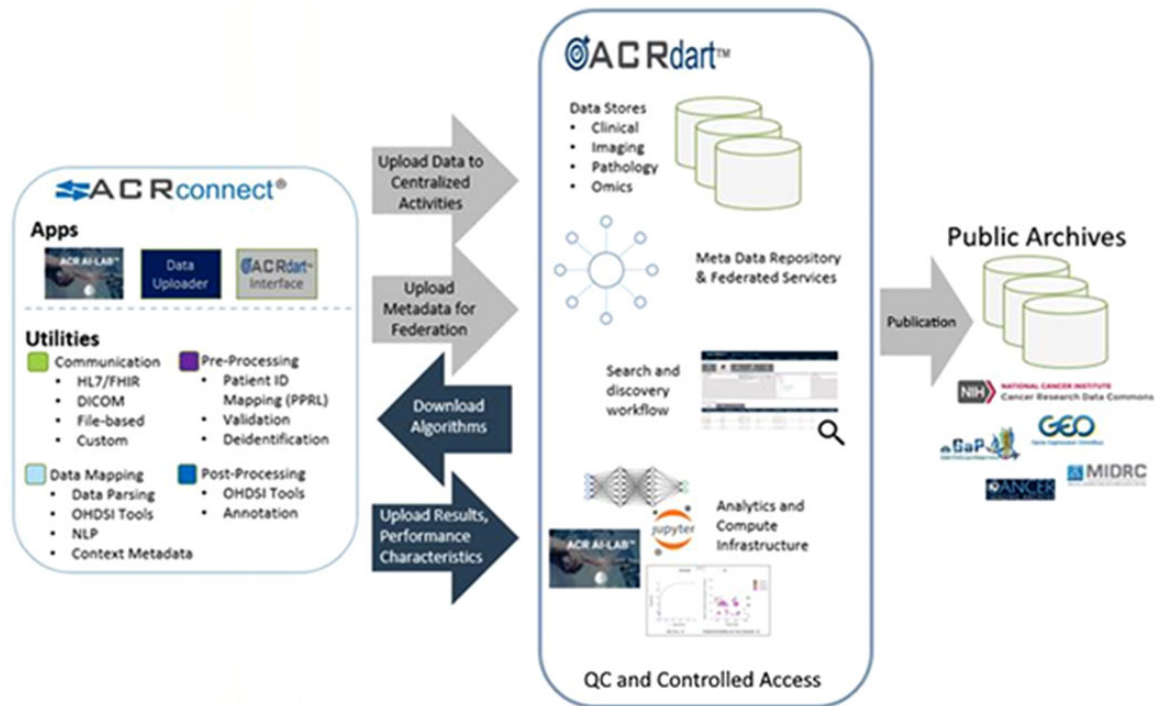 ACRconnect®
Apps
ACR AI-LAB™
Data
Uploader
ACRdart™
Interface
Utilities
Communication
• HL7/FHIR
• DICOM
• File-based
• Custom
Pre-Processing
• Patient ID
Mapping (PPRL)
• Validation
• Deidentification
Data Mapping
• Data Parsing
• OHDSI Tools
• NLP
• Context Metadata
Post-Processing
• OHDSI Tools
• Annotation
Upload Data to
Centralized
Activities
Upload
Metadata for
Federation
Download
Algorithms
Upload Results,
Performance
Characteristics
ACRdart™
Data Stores
• Clinical
• Imaging
• Pathology
• Omics
Meta Data Repository
& Federated Services
Search and
discovery
workflow
Analytics and
Compute
Infrastructure
jupyter
ACR AI-LAB™
QC and Controlled Access
Publication
Public Archives
NIH
NATIONAL CANCER INSTITUTE
Cancer Research Data Commons
GaP
GEO
Gene Expression Omnibus
MIDRC